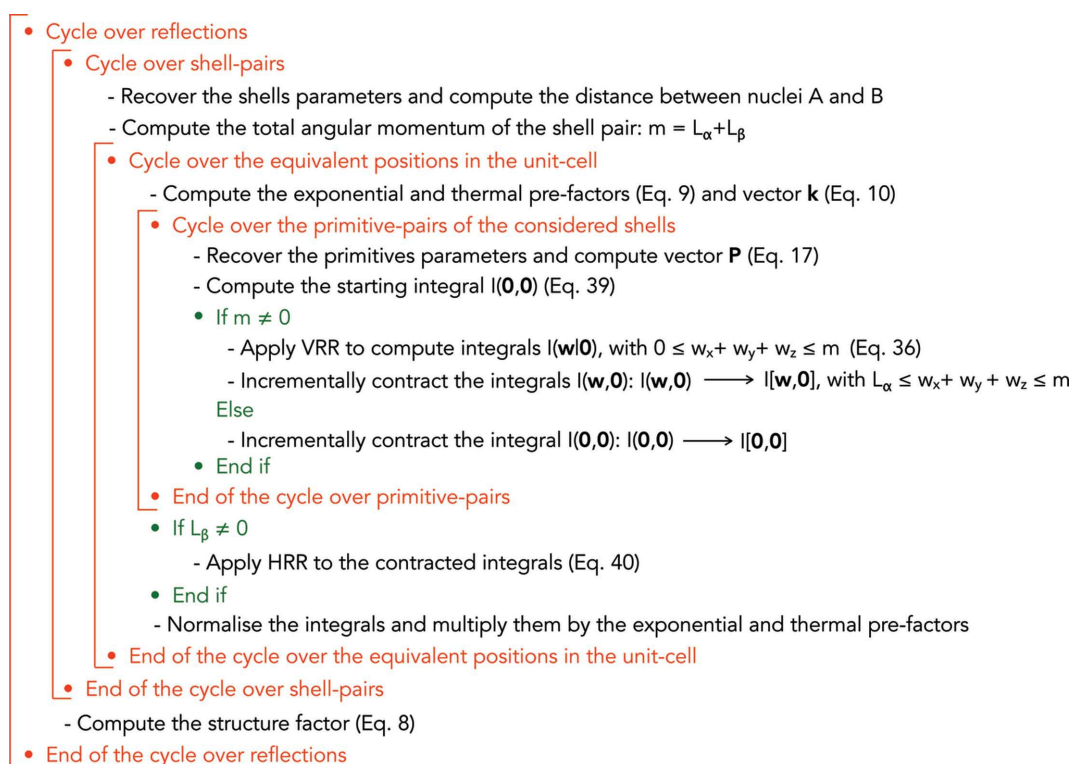 • Cycle over reflections
• Cycle over shell-pairs
- Recover the shells parameters and compute the distance between nuclei A and B
- Compute the total angular momentum of the shell pair: m = Lα+Lβ
• Cycle over the equivalent positions in the unit-cell
- Compute the exponential and thermal pre-factors (Eq. 9) and vector k (Eq. 10)
• Cycle over the primitive-pairs of the considered shells
- Recover the primitives parameters and compute vector P (Eq. 17)
- Compute the starting integral I(0,0) (Eq. 39)
• If m ≠ 0
- Apply VRR to compute integrals I(w|0), with 0 ≤ wx+ wy+ wz ≤ m (Eq. 36)
- Incrementally contract the integrals I(w,0): I(w,0) ⟶ I[w,0], with Lα ≤ wx+ wy + wz ≤ m
Else
- Incrementally contract the integral I(0,0): I(0,0) ⟶ I[0,0]
• End if
• End of the cycle over primitive-pairs
• If Lβ ≠ 0
- Apply HRR to the contracted integrals (Eq. 40)
• End if
- Normalise the integrals and multiply them by the exponential and thermal pre-factors
• End of the cycle over the equivalent positions in the unit-cell
• End of the cycle over shell-pairs
- Compute the structure factor (Eq. 8)
• End of the cycle over reflections